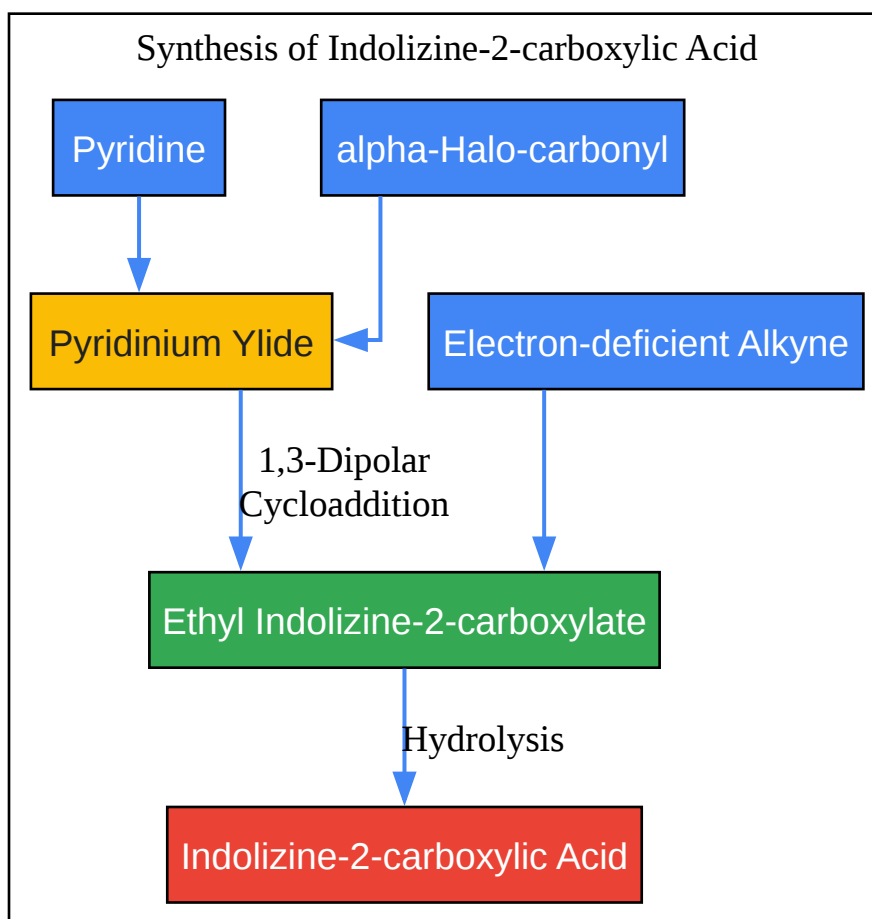 Synthesis of Indolizine-2-carboxylic Acid
Pyridine
alpha-Halo-carbonyl
Pyridinium Ylide
Electron-deficient Alkyne
1,3-Dipolar
Cycloaddition
Ethyl Indolizine-2-carboxylate
Hydrolysis
Indolizine-2-carboxylic Acid